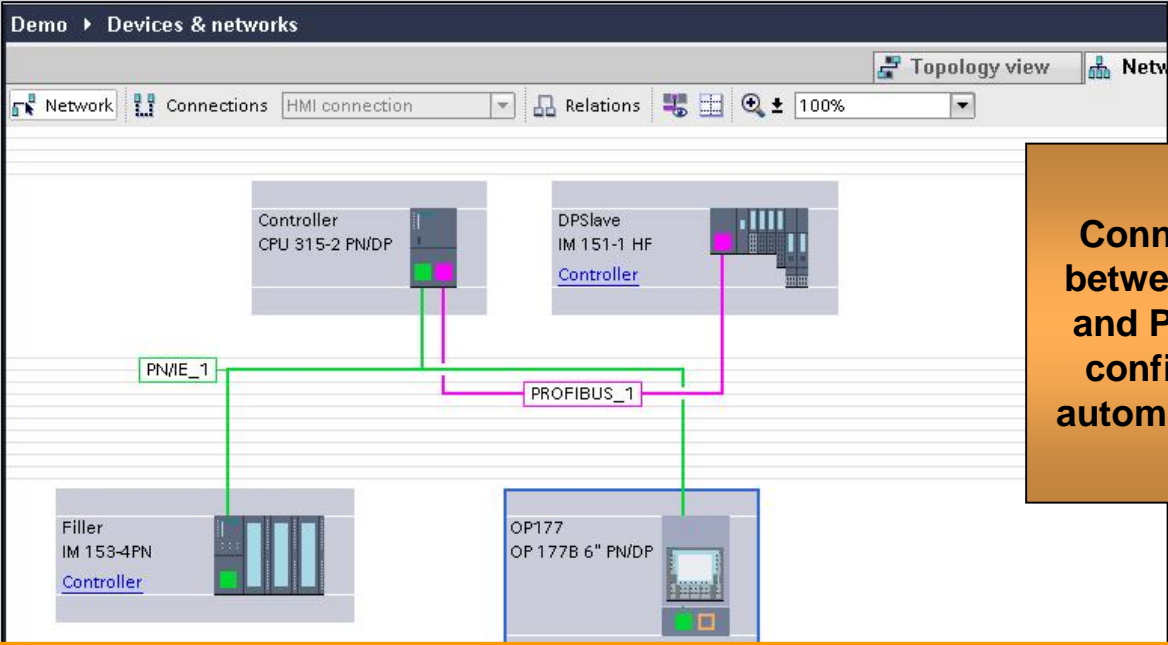 Demo ▸ Devices & networks
Topology view
Network Connections HMI connection Relations 100%
Controller
CPU 315-2 PN/DP
DPSlave
IM 151-1 HF
Controller
PN/IE_1
PROFIBUS_1
Filler
IM 153-4PN
Controller
OP177
OP 177B 6" PN/DP
and